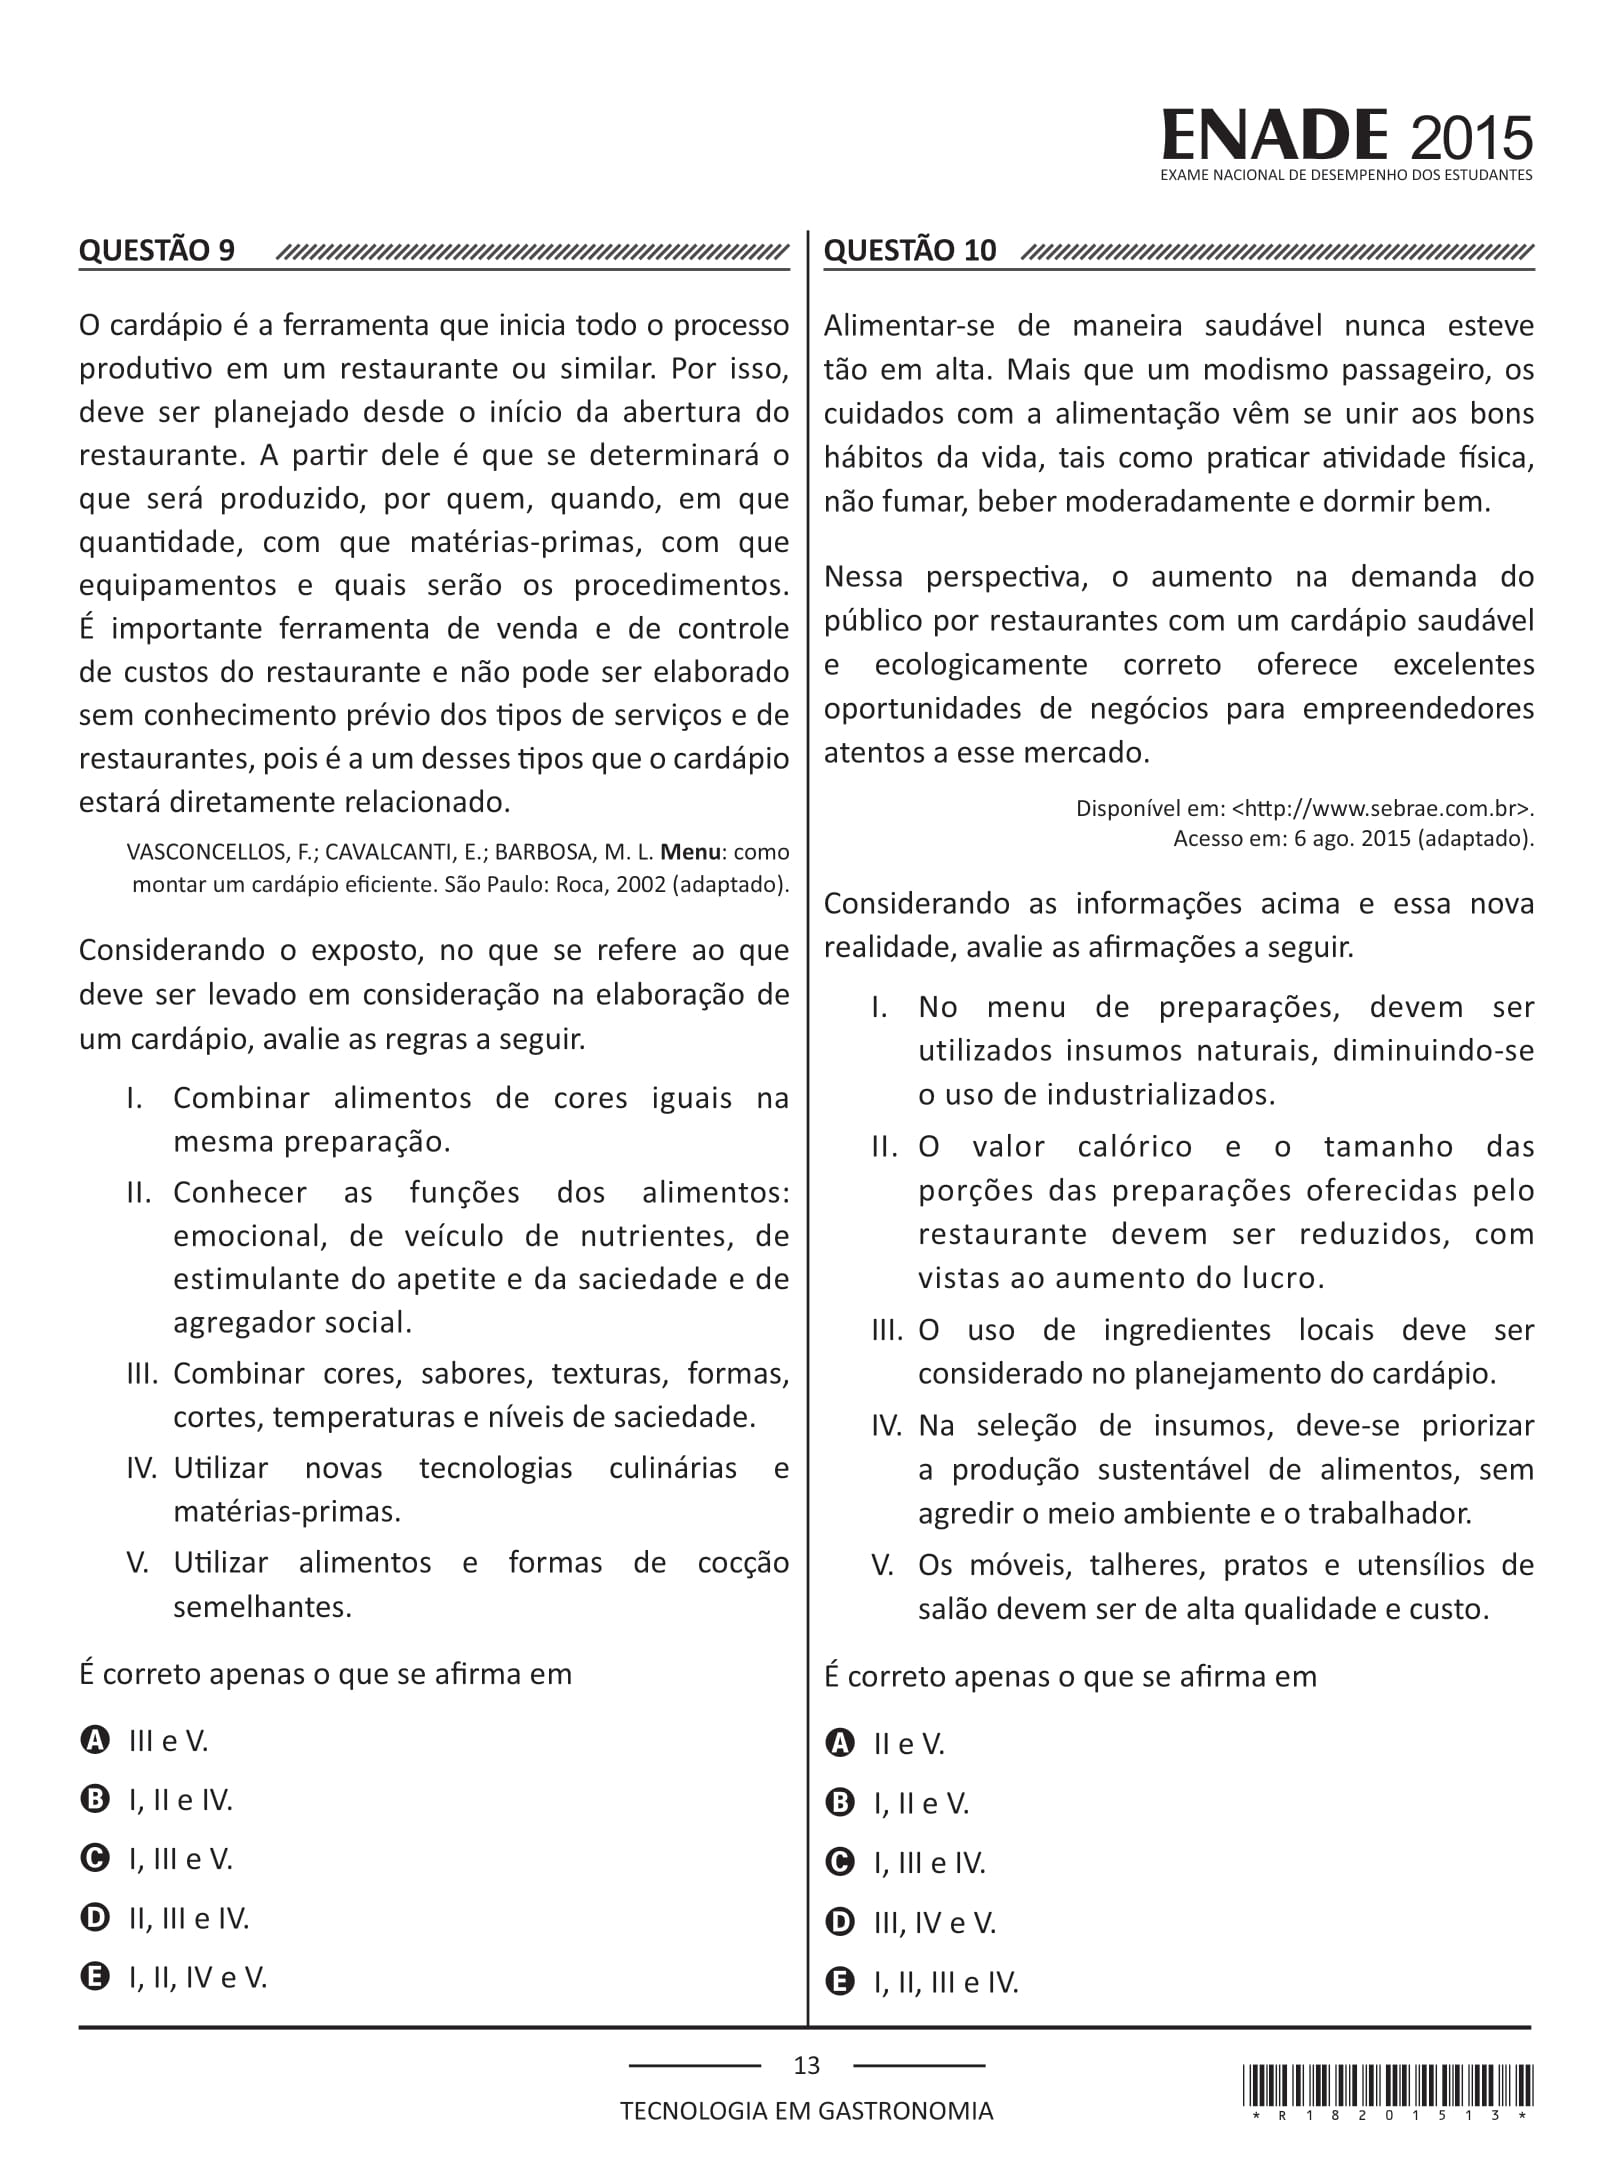 ENADE 2015
EXAME NACIONAL DE DESEMPENHO DOS ESTUDANTES
QUESTÃO 9
O cardápio é a ferramenta que inicia todo o processo
produtivo em um restaurante ou similar. Por isso,
deve ser planejado desde o início da abertura do
restaurante. A partir dele é que se determinará o
que será produzido, por quem, quando, em que
quantidade, com que matérias-primas, com que
equipamentos e quais serão os procedimentos.
É importante ferramenta de venda e de controle
de custos do restaurante e não pode ser elaborado
sem conhecimento prévio dos tipos de serviços e de
restaurantes, pois é a um desses tipos que o cardápio
estará diretamente relacionado.
VASCONCELLOS, F.; CAVALCANTI, E.; BARBOSA, M. L. Menu: como
montar um cardápio eficiente. São Paulo: Roca, 2002 (adaptado).
Considerando o exposto, no que se refere ao que
deve ser levado em consideração na elaboração de
um cardápio, avalie as regras a seguir.
I. Combinar alimentos de cores iguais na
mesma preparação.
II. Conhecer as funções dos alimentos:
emocional, de veículo de nutrientes, de
estimulante do apetite e da saciedade e de
agregador social.
III. Combinar cores, sabores, texturas, formas,
cortes, temperaturas e níveis de saciedade.
IV. Utilizar novas tecnologias culinárias e
matérias-primas.
V. Utilizar alimentos e formas de cocção
semelhantes.
É correto apenas o que se afirma em
A III e V.
B I, II e IV.
C I, III e V.
D II, III e IV.
E I, II, IV e V.
QUESTÃO 10
Alimentar-se de maneira saudável nunca esteve
tão em alta. Mais que um modismo passageiro, os
cuidados com a alimentação vêm se unir aos bons
hábitos da vida, tais como praticar atividade física,
não fumar, beber moderadamente e dormir bem.
Nessa perspectiva, o aumento na demanda do
público por restaurantes com um cardápio saudável
e ecologicamente correto oferece excelentes
oportunidades de negócios para empreendedores
atentos a esse mercado.
Disponível em: <http://www.sebrae.com.br>.
Acesso em: 6 ago. 2015 (adaptado).
Considerando as informações acima e essa nova
realidade, avalie as afirmações a seguir.
I. No menu de preparações, devem ser
utilizados insumos naturais, diminuindo-se
o uso de industrializados.
II. O valor calórico e o tamanho das
porções das preparações oferecidas pelo
restaurante devem ser reduzidos, com
vistas ao aumento do lucro.
III. O uso de ingredientes locais deve ser
considerado no planejamento do cardápio.
IV. Na seleção de insumos, deve-se priorizar
a produção sustentável de alimentos, sem
agredir o meio ambiente e o trabalhador.
V. Os móveis, talheres, pratos e utensílios de
salão devem ser de alta qualidade e custo.
É correto apenas o que se afirma em
A II e V.
B I, II e V.
C I, III e IV.
D III, IV e V.
E I, II, III e IV.
13
TECNOLOGIA EM GASTRONOMIA
* R 1 8 2 0 1 5 1 3 *